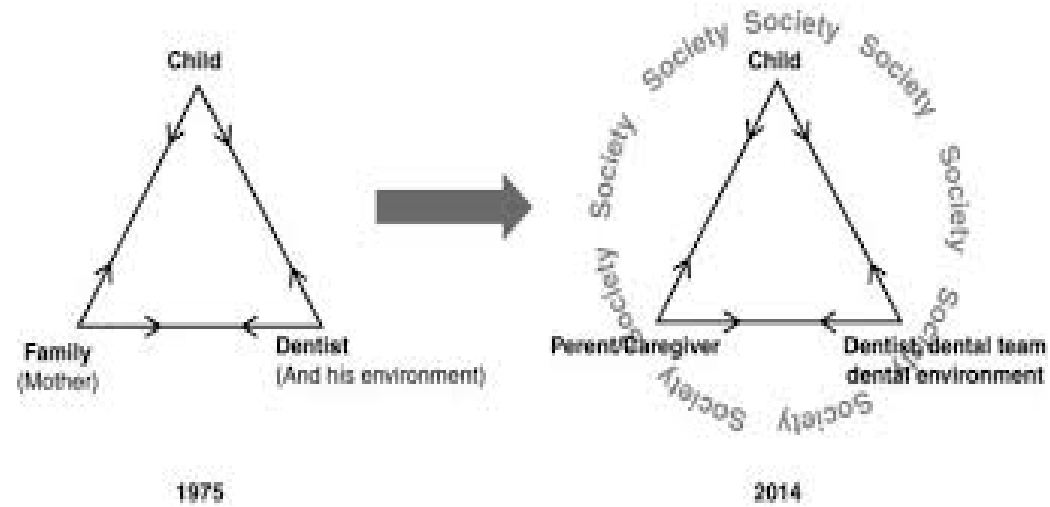 Child
Family
(Mother)
Dentist
(And his environment)
1975
Society
Society
Society
Society
Society
Society
Society
Society
Society
Child
Perent/Caregiver
Dentist, dental team
dental environment
2014